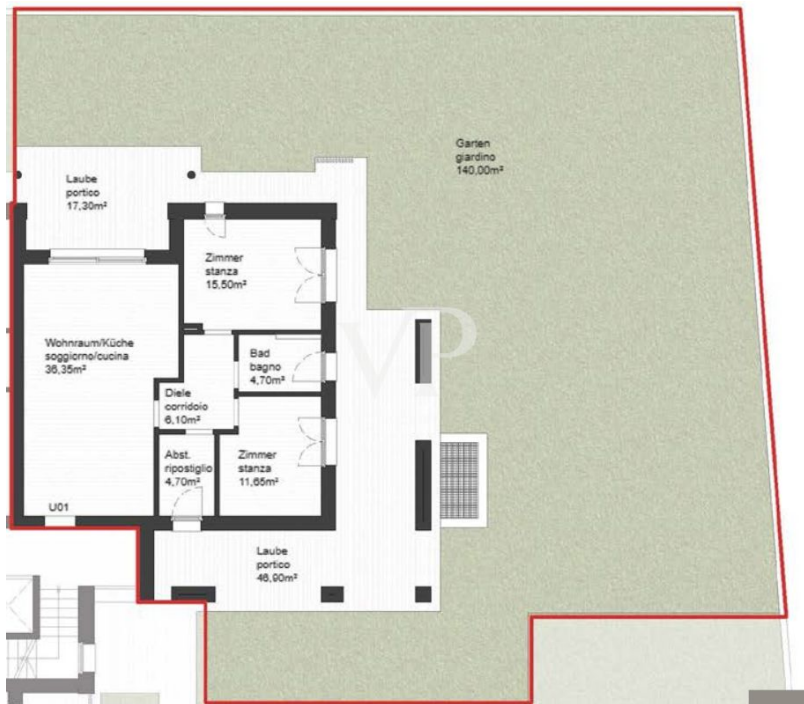 Garten
giardino
140,00m²
Laube
portico
17,30m²
Zimmer
stanza
15,50m²
Wohnraum/Küche
soggiorno/cucina
36,35m²
VP
Bad
bagno
4,70m²
Diele
corridoio
6,10m²
Abst.
ripostiglio
4,70m²
Zimmer
stanza
11,65m²
U01
Laube
portico
46,90m²